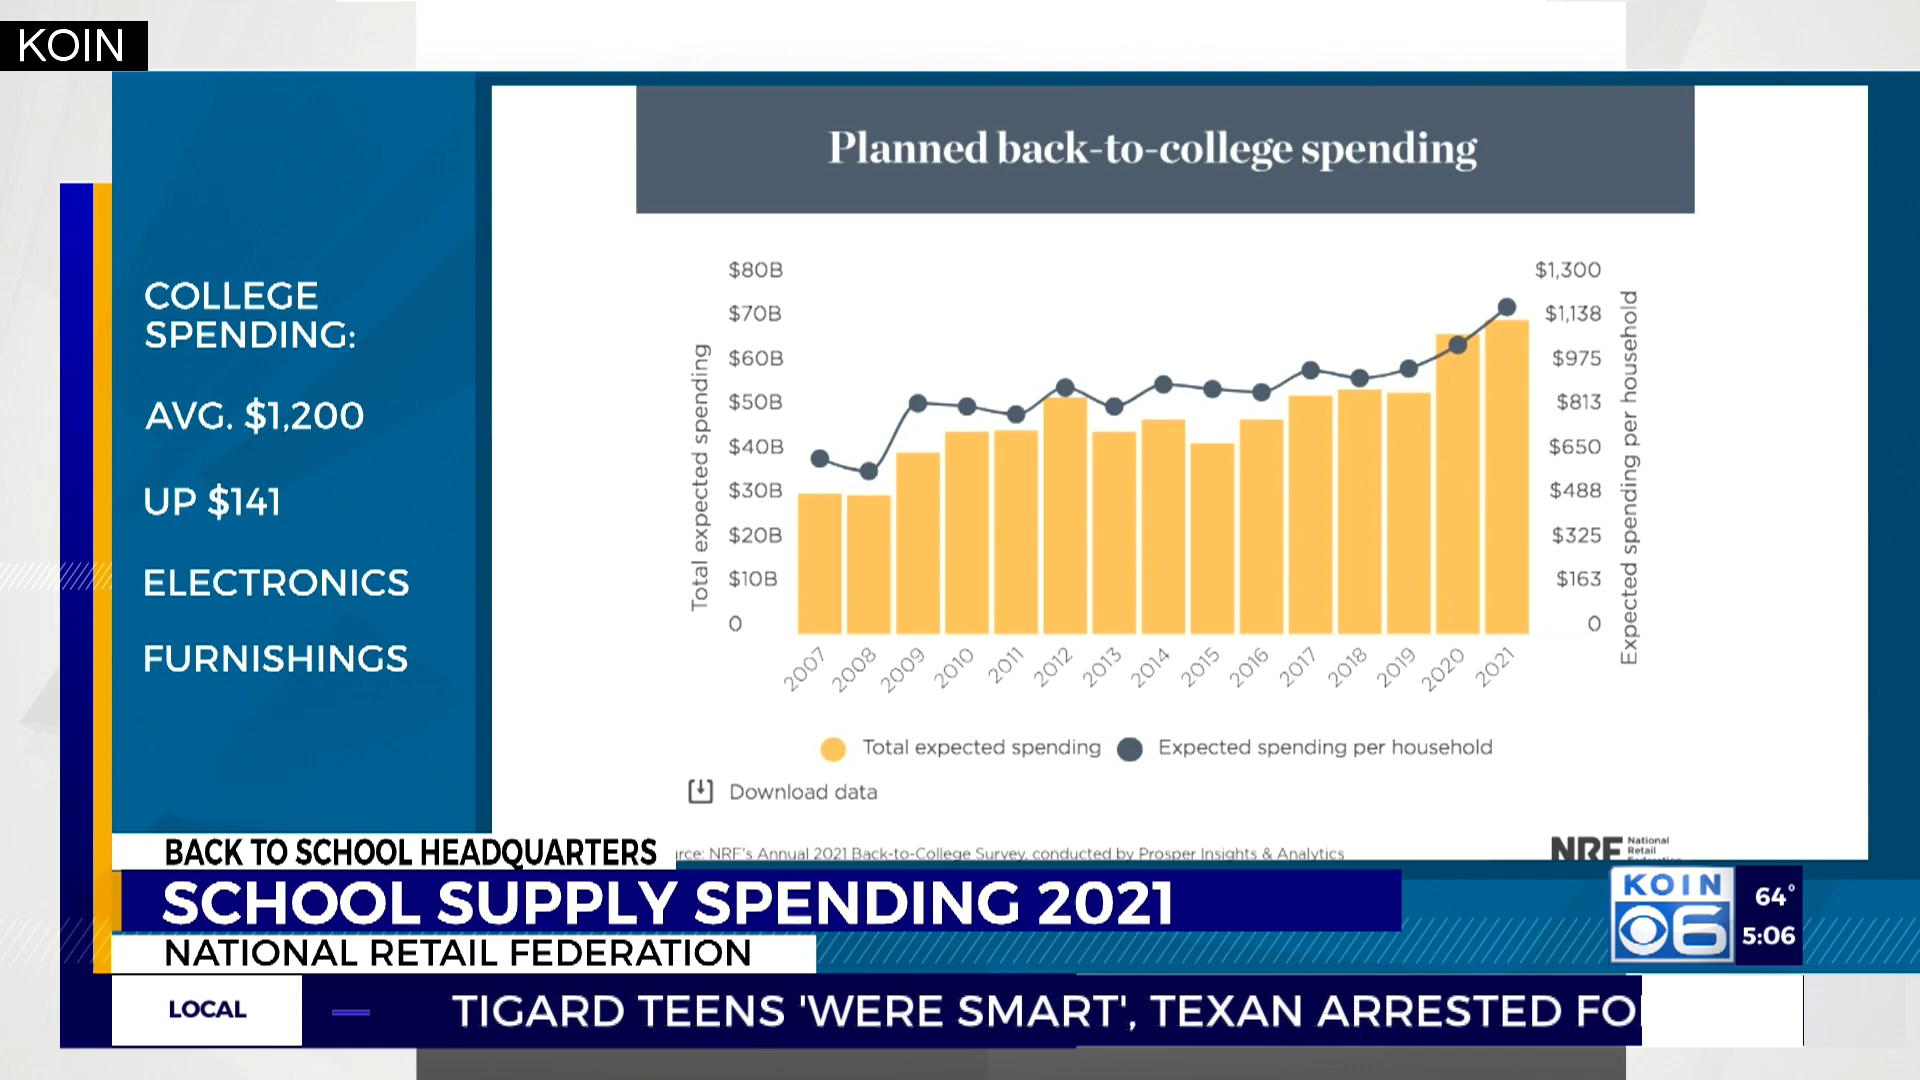 KOIN
Planned back-to-college spending
COLLEGE
SPENDING:
AVG. $1,200
UP $141
ELECTRONICS
FURNISHINGS
Total expected spending
$80B
$70B
$60B
$50B
$40B
$30B
$20B
$10B
0
$1,300
$1,138
$975
$813
$650
$488
$325
$163
0
Expected spending per household
2007
2008
2009
2010
2011
2012
2013
2014
2015
2016
2017
2018
2019
2020
2021
Total expected spending
Expected spending per household
Download data
NRF's Annual 2021 Back-to-College Survey, conducted by Prosper Insights & Analytics
NRF
National
Retail
BACK TO SCHOOL HEADQUARTERS
SCHOOL SUPPLY SPENDING 2021
NATIONAL RETAIL FEDERATION
KOIN
6
64°
5:06
LOCAL
TIGARD TEENS 'WERE SMART', TEXAN ARRESTED FO